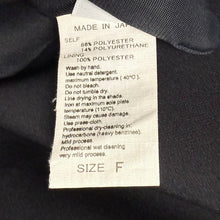 MADE IN JAPAN
SELF
86% POLYESTER
14% POLYURETHANE
LINING
100% POLYESTER
Wash by hand.
Use neutral detergent.
maximum temperature ( 40°C )
Do not bleach.
Do not tumble dry.
Line drying in the shade.
Iron at maximum sole plate
temperature (110°C)
Steam may cause damage.
Use press-cloth.
Professional dry-cleaning in:
hydrocarbons (heavy benzines)
Mild process.
Professional wet cleaning
very mild process.
SIZE F